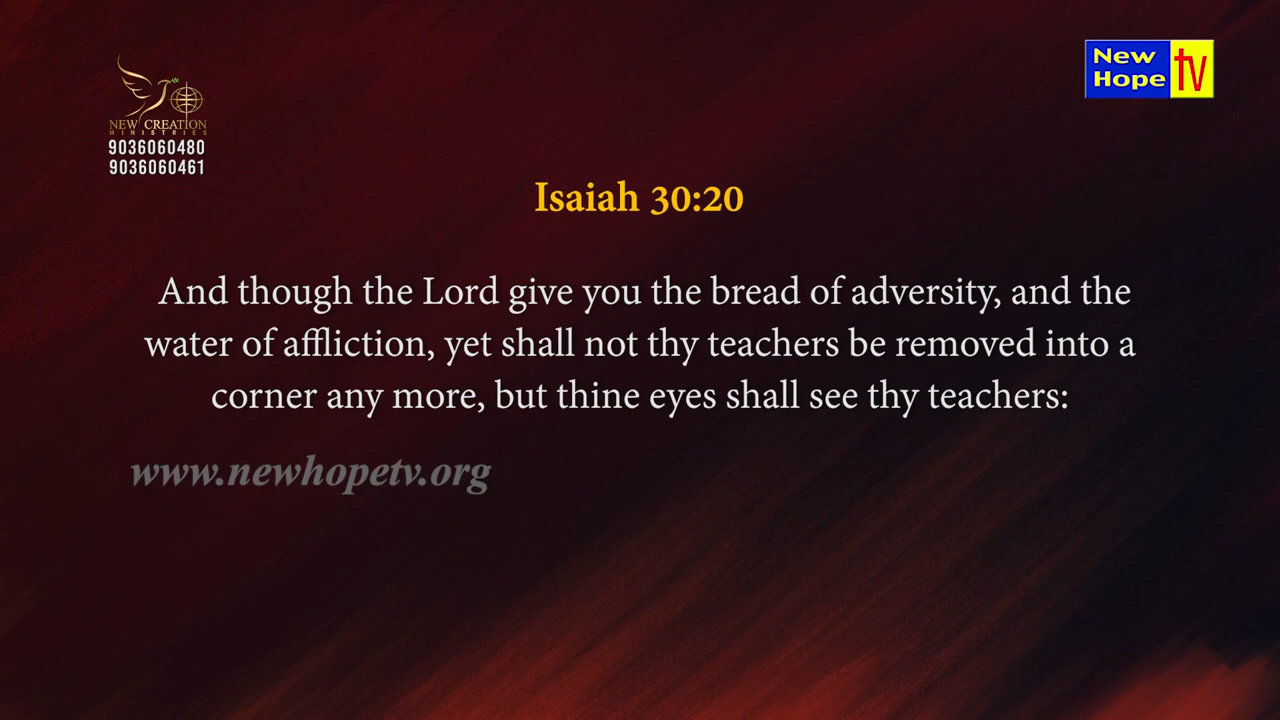 New
Hope
tv
NEW CREATION
MINISTRIES
9036060480
9036060461
Isaiah 30:20
And though the Lord give you the bread of adversity, and the
water of affliction, yet shall not thy teachers be removed into a
corner any more, but thine eyes shall see thy teachers:
www.newhopetv.org